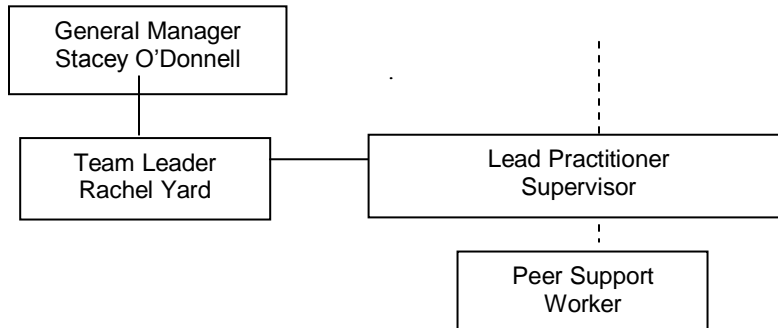 General Manager
Stacey O’Donnell
Team Leader
Rachel Yard
Lead Practitioner
Supervisor
Peer Support
Worker